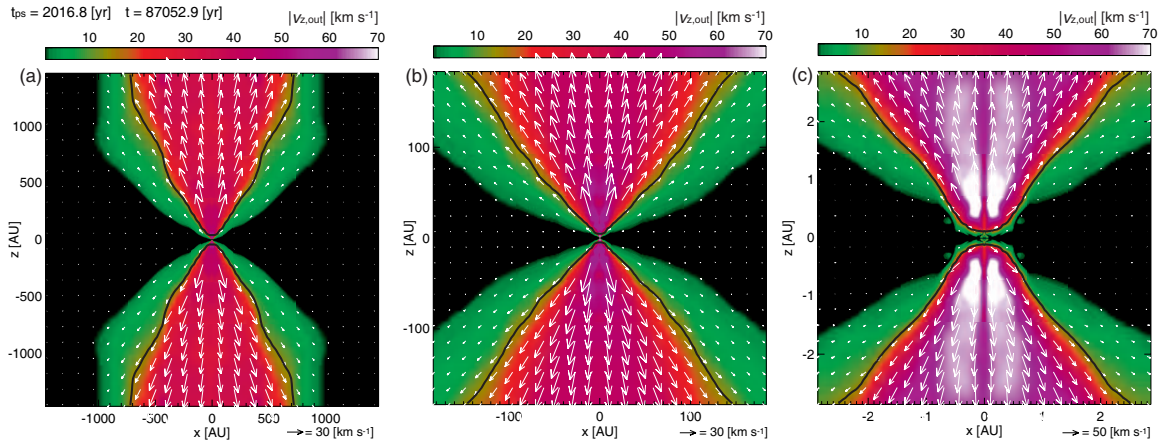 t_ps = 2016.8 [yr] t = 87052.9 [yr]
|v_z,out| [km s⁻¹]
10 20 30 40 50 60 70
(a)
1000
500
0
-500
-1000
z [AU]
-1000 -500 0 500 1000
x [AU]
= 30 [km s⁻¹]
|v_z,out| [km s⁻¹]
10 20 30 40 50 60 70
(b)
100
0
-100
z [AU]
-100 0 100
x [AU]
= 30 [km s⁻¹]
|v_z,out| [km s⁻¹]
10 20 30 40 50 60 70
(c)
2
1
0
-1
-2
z [AU]
-2 -1 0 1 2
x [AU]
= 50 [km s⁻¹]